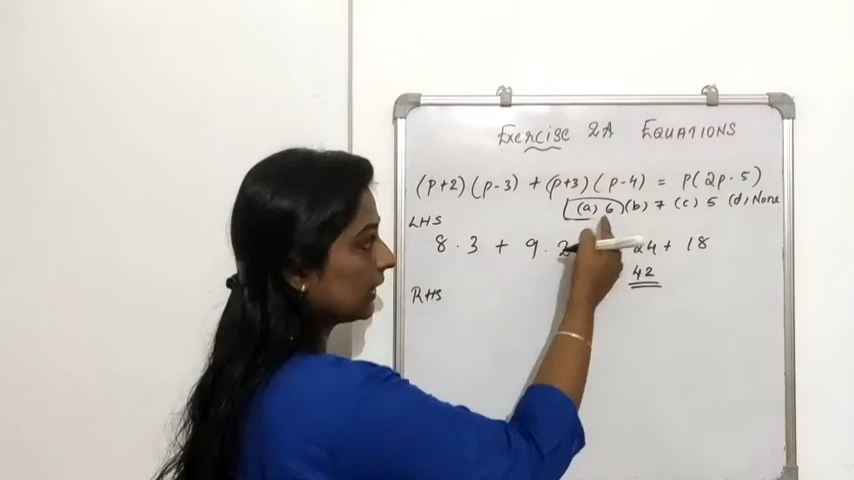 Exercise 2A EQUATIONS
(p+2)(p-3) + (p+3)(p-4) = p(2p-5)
(a) 6 (b) 7 (c) 5 (d) None
LHS
8.3 + 9.2 24 + 18
42
RHS